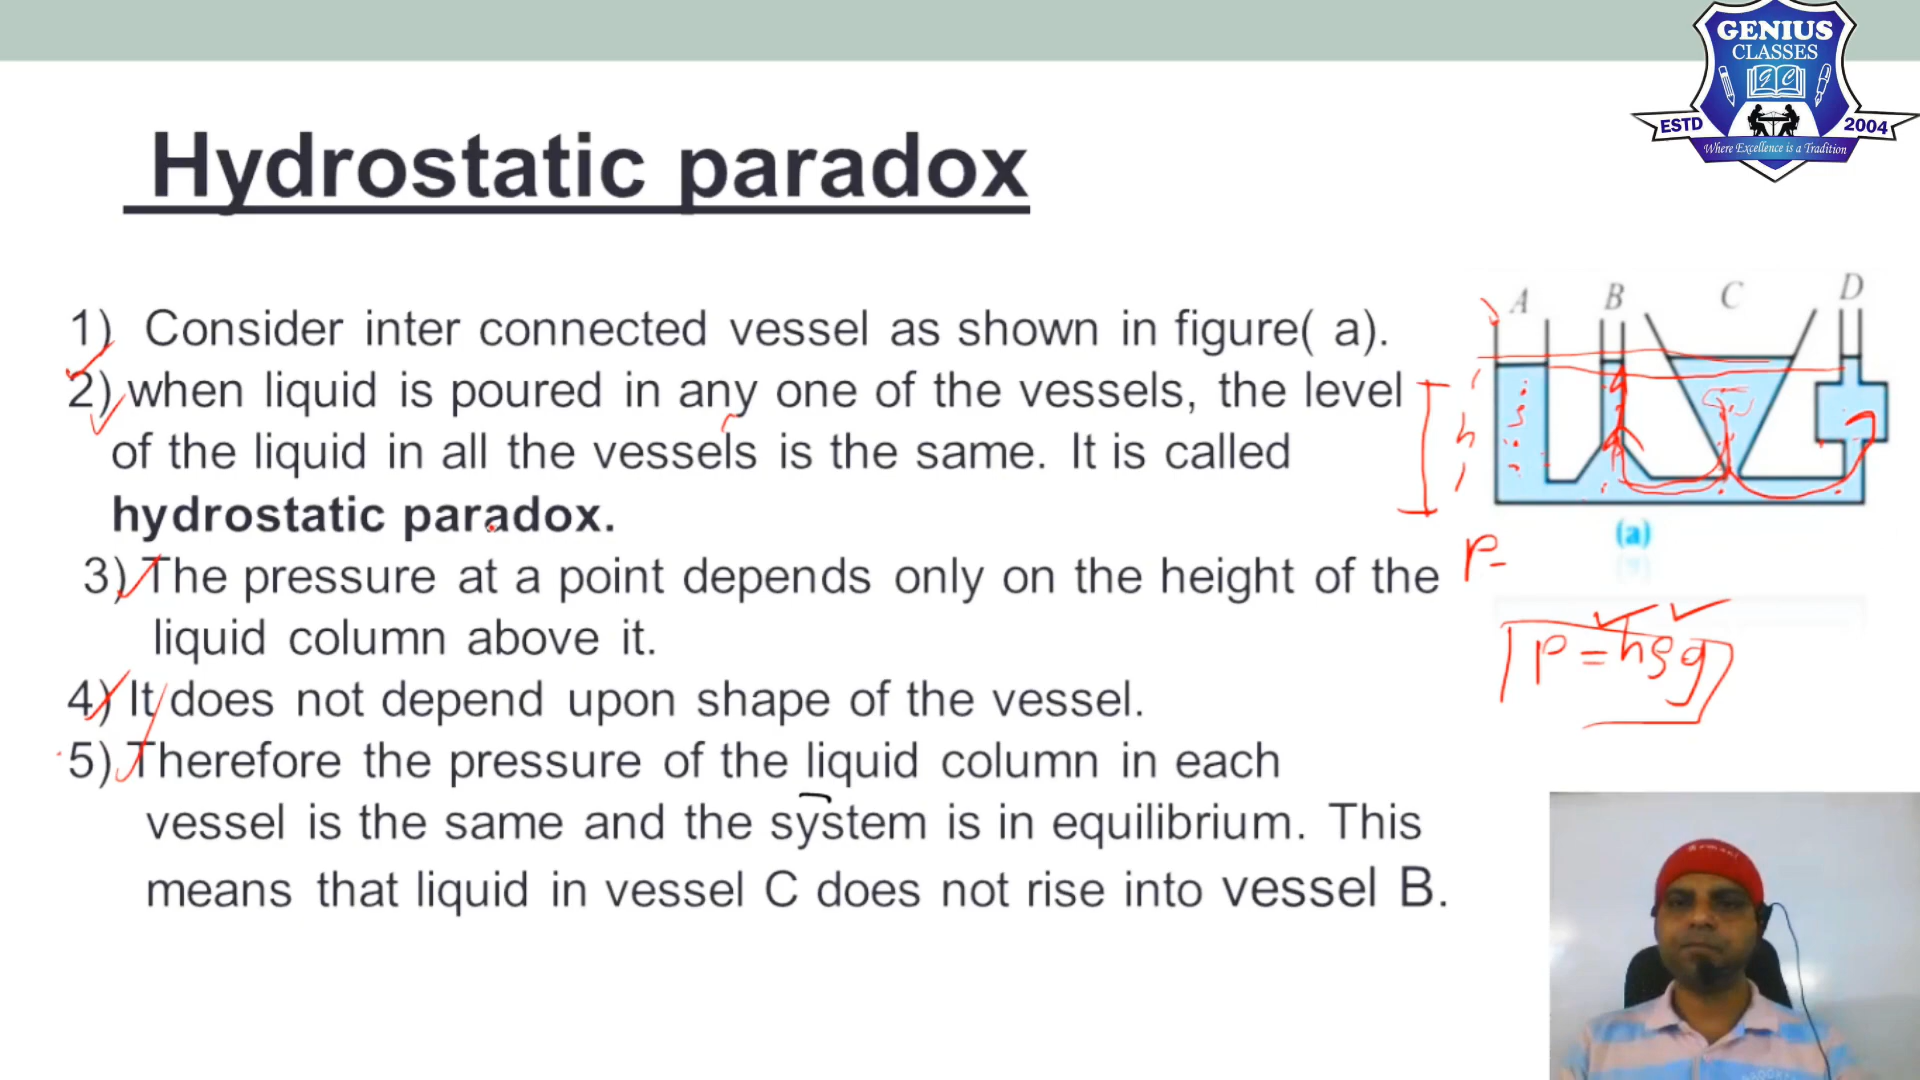 GENIUS
CLASSES
GC
ESTD 2004
Where Excellence is a Tradition
Hydrostatic paradox
1) Consider inter connected vessel as shown in figure( a).
2) when liquid is poured in any one of the vessels, the level
of the liquid in all the vessels is the same. It is called
hydrostatic paradox.
3) The pressure at a point depends only on the height of the
liquid column above it.
4) It does not depend upon shape of the vessel.
5) Therefore the pressure of the liquid column in each
vessel is the same and the system is in equilibrium. This
means that liquid in vessel C does not rise into vessel B.
A B C D
h
(a)
P=
P=hρg